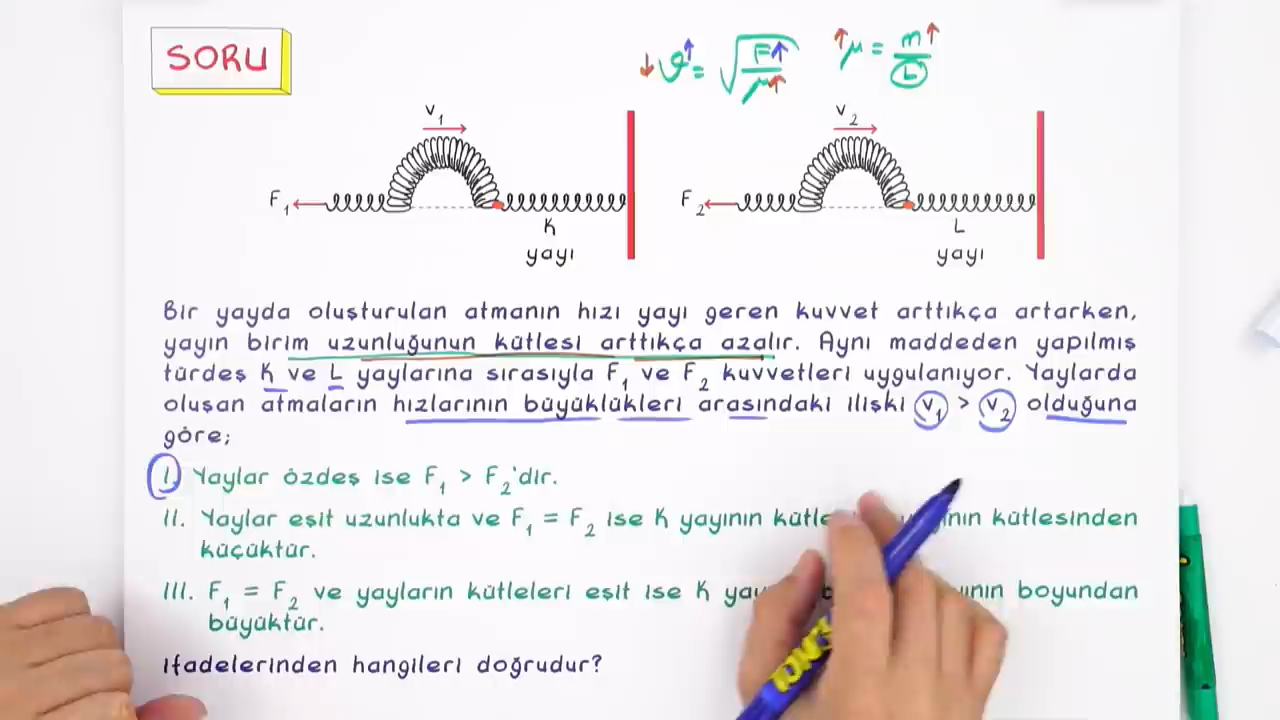 SORU
v = √F/μ
μ = m/L
v₁
v₂
F₁
F₂
K
yayı
L
yayı
Bir yayda oluşturulan atmanın hızı yayı geren kuvvet arttıkça artarken,
yayın birim uzunluğunun kütlesi arttıkça azalır. Aynı maddeden yapılmış
türdeş K ve L yaylarına sırasıyla F₁ ve F₂ kuvvetleri uygulanıyor. Yaylarda
oluşan atmaların hızlarının büyüklükleri arasındaki ilişki v₁ > v₂ olduğuna
göre;
I. Yaylar özdeş ise F₁ > F₂'dir.
II. Yaylar eşit uzunlukta ve F₁ = F₂ ise K yayının kütlesinden
küçüktür.
III. F₁ = F₂ ve yayların kütleleri eşit ise K boyundan
büyüktür.
ifadelerinden hangileri doğrudur?